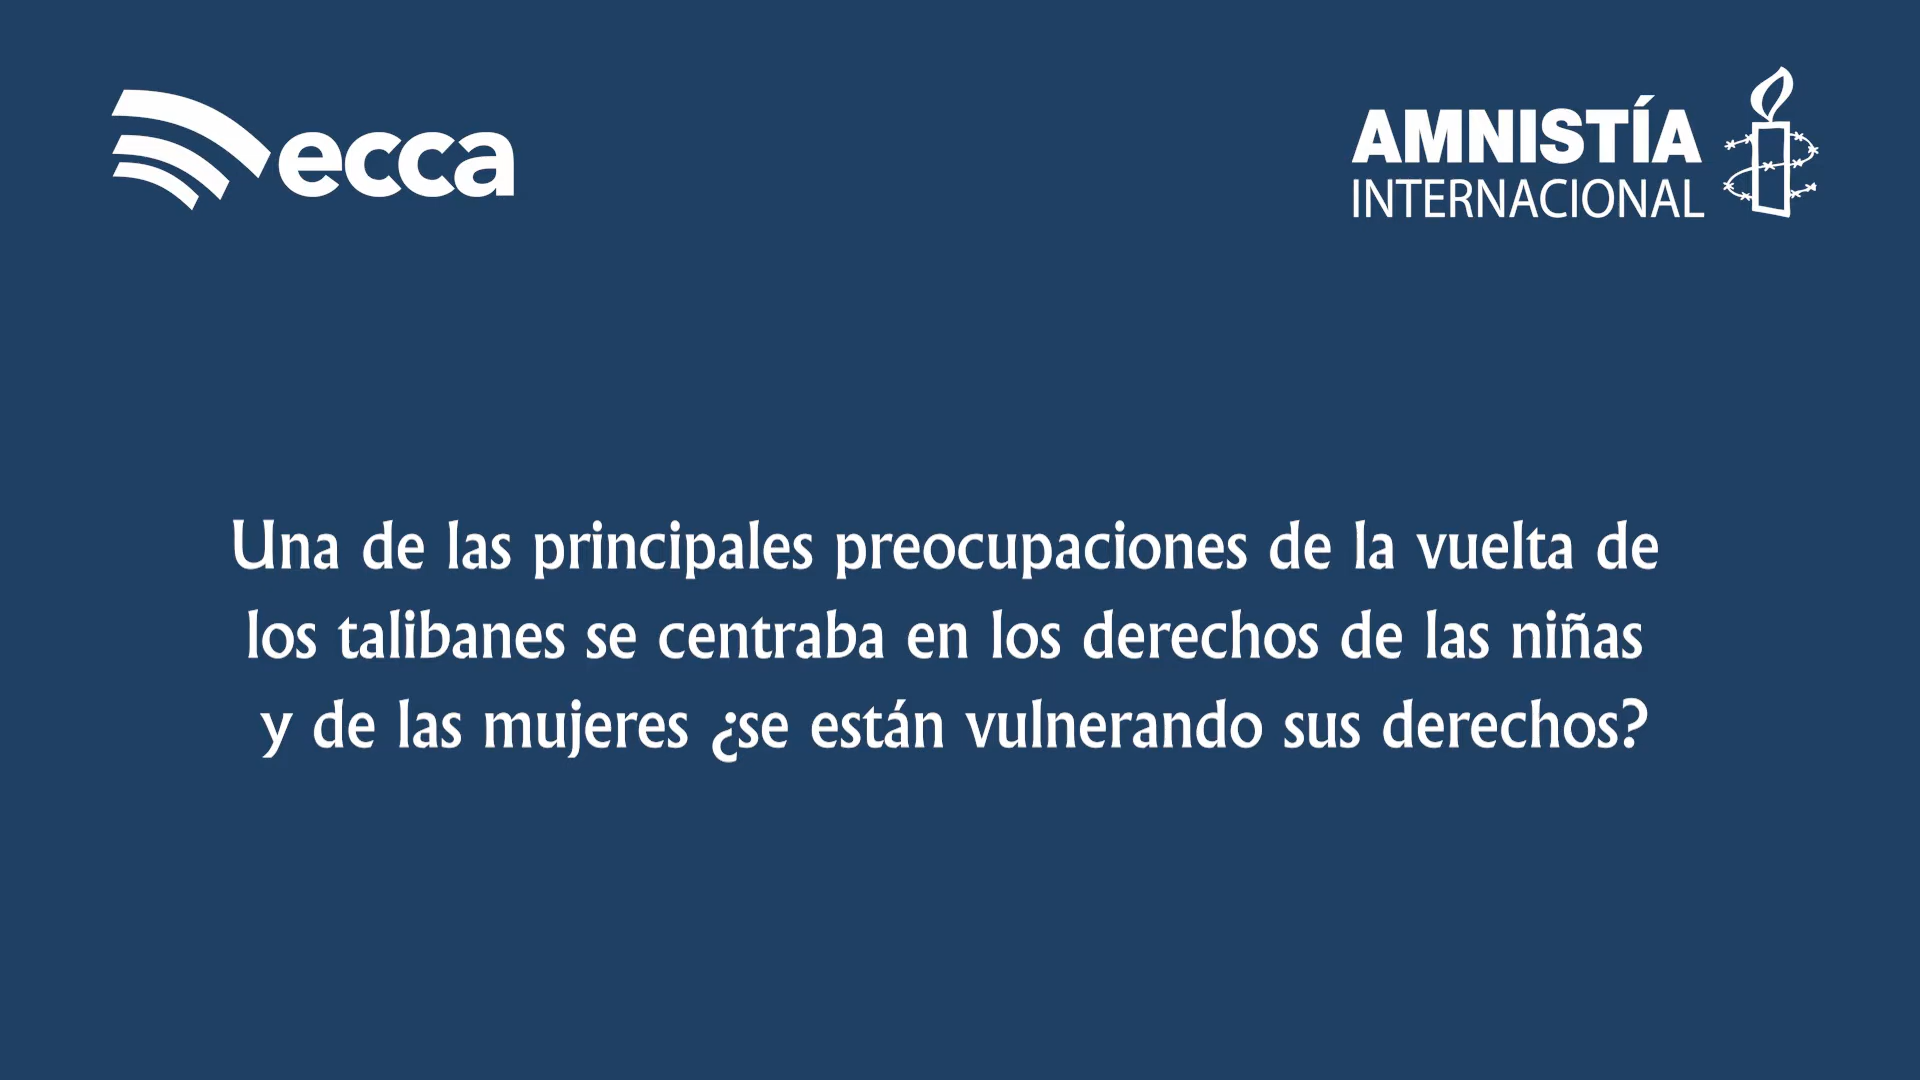 ecca
AMNISTÍA
INTERNACIONAL
Una de las principales preocupaciones de la vuelta de
los talibanes se centraba en los derechos de las niñas
y de las mujeres ¿se están vulnerando sus derechos?